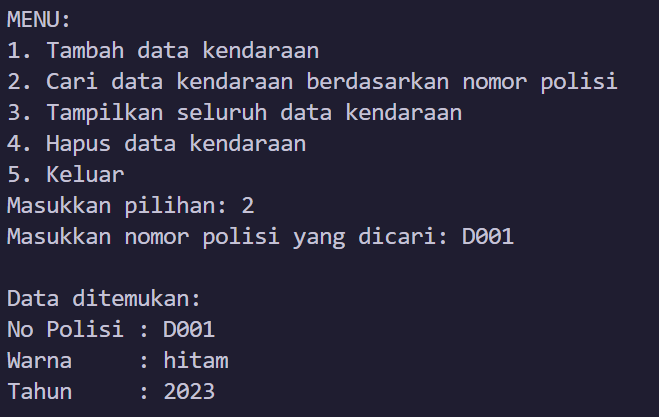 MENU:
1. Tambah data kendaraan
2. Cari data kendaraan berdasarkan nomor polisi
3. Tampilkan seluruh data kendaraan
4. Hapus data kendaraan
5. Keluar
Masukkan pilihan: 2
Masukkan nomor polisi yang dicari: D001
Data ditemukan:
No Polisi : D001
Warna     : hitam
Tahun     : 2023